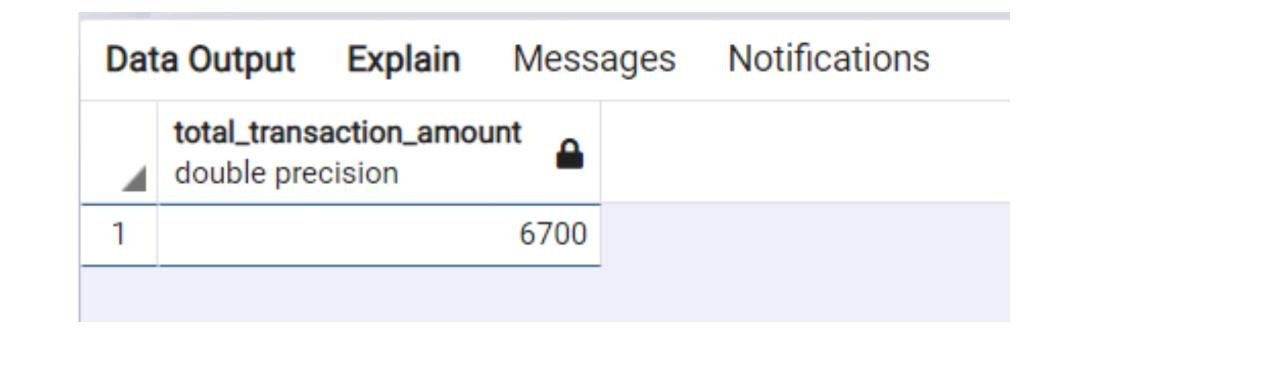 Data Output Explain Messages Notifications
total_transaction_amount
double precision
1 6700